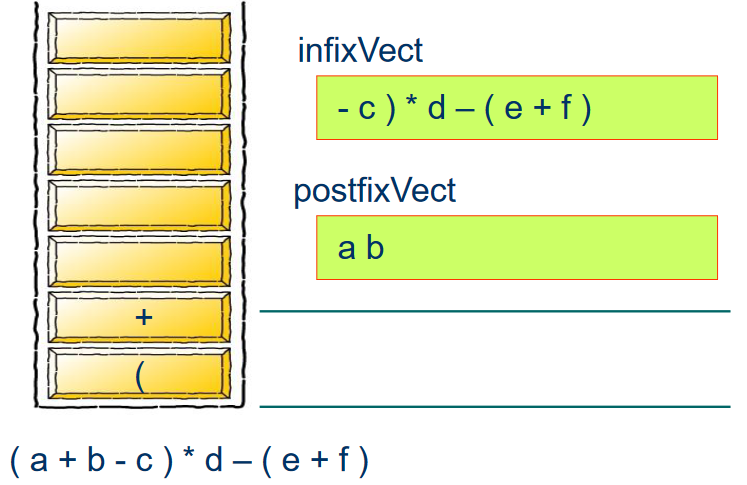 infixVect
- c ) * d – ( e + f )
postfixVect
a b
+
(
( a + b - c ) * d – ( e + f )